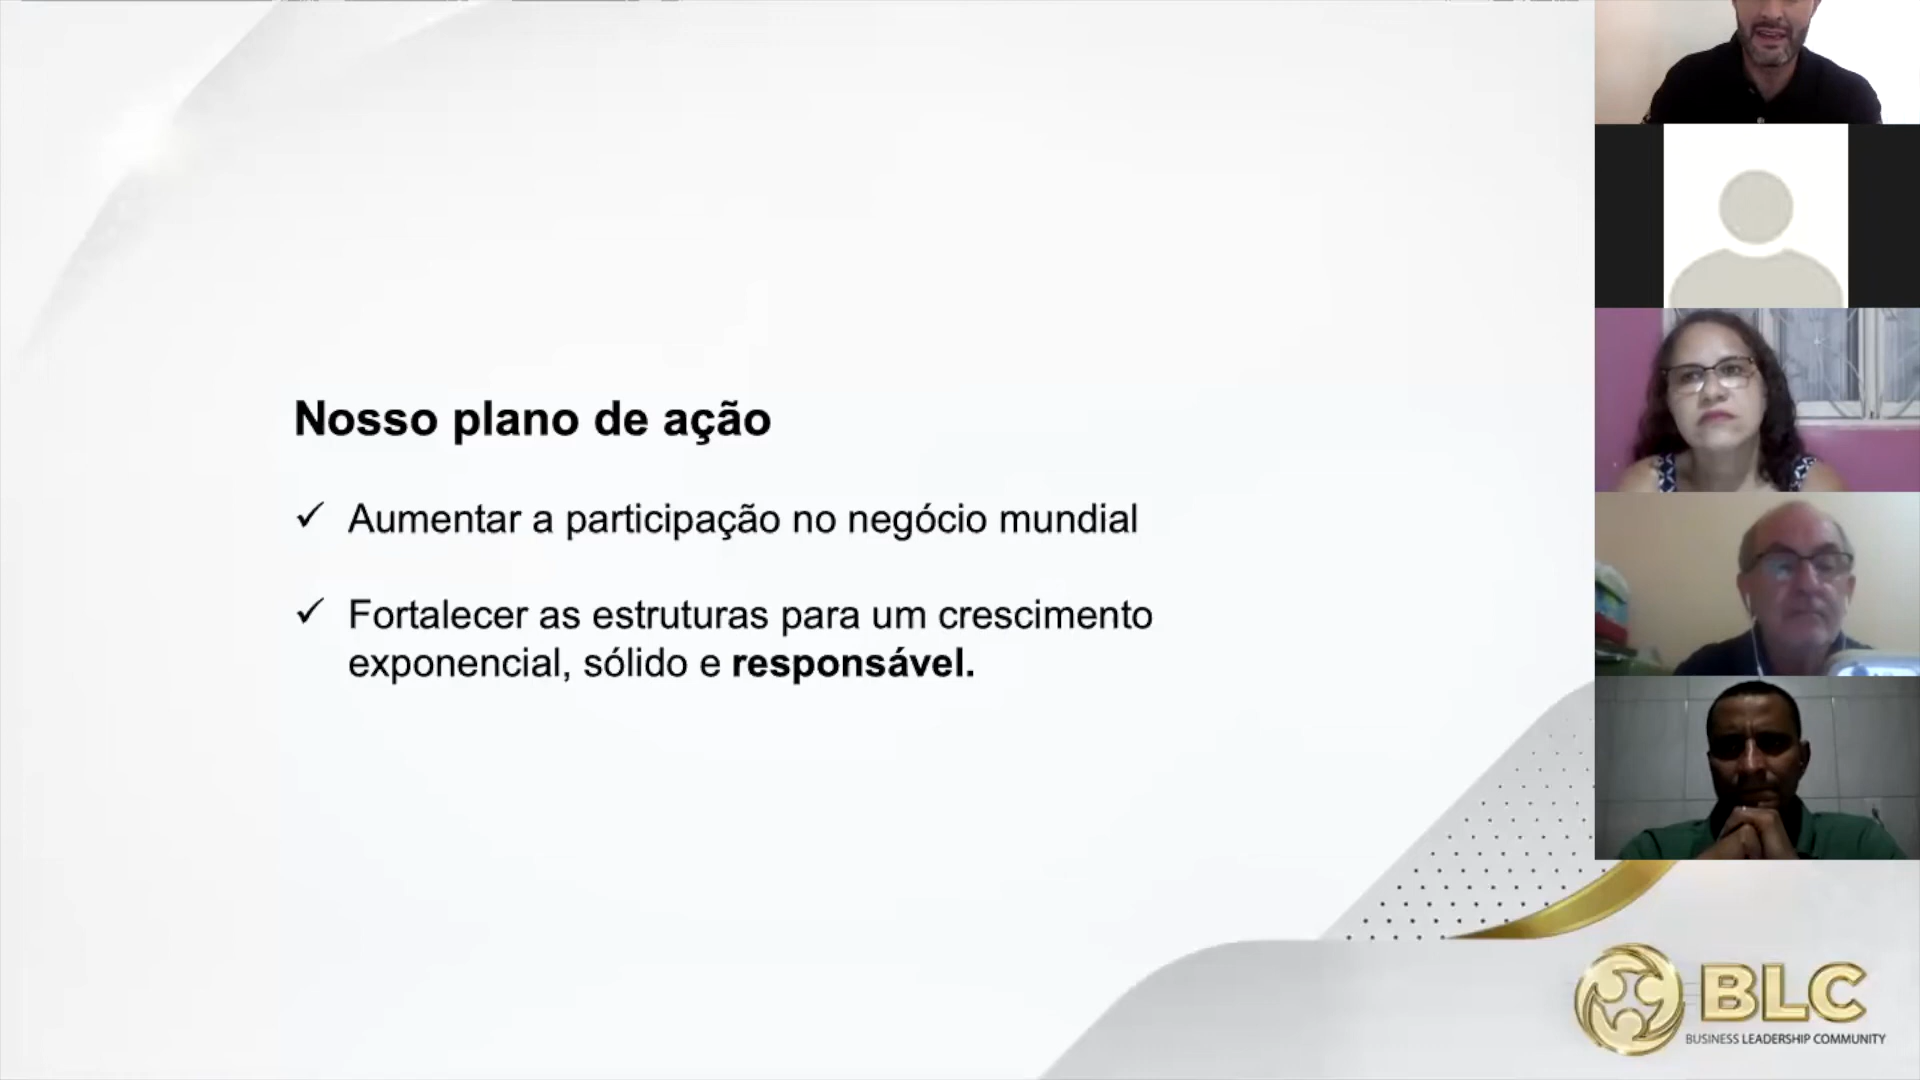 Nosso plano de ação
✓ Aumentar a participação no negócio mundial
✓ Fortalecer as estruturas para um crescimento
exponencial, sólido e responsável.
BLC
BUSINESS LEADERSHIP COMMUNITY